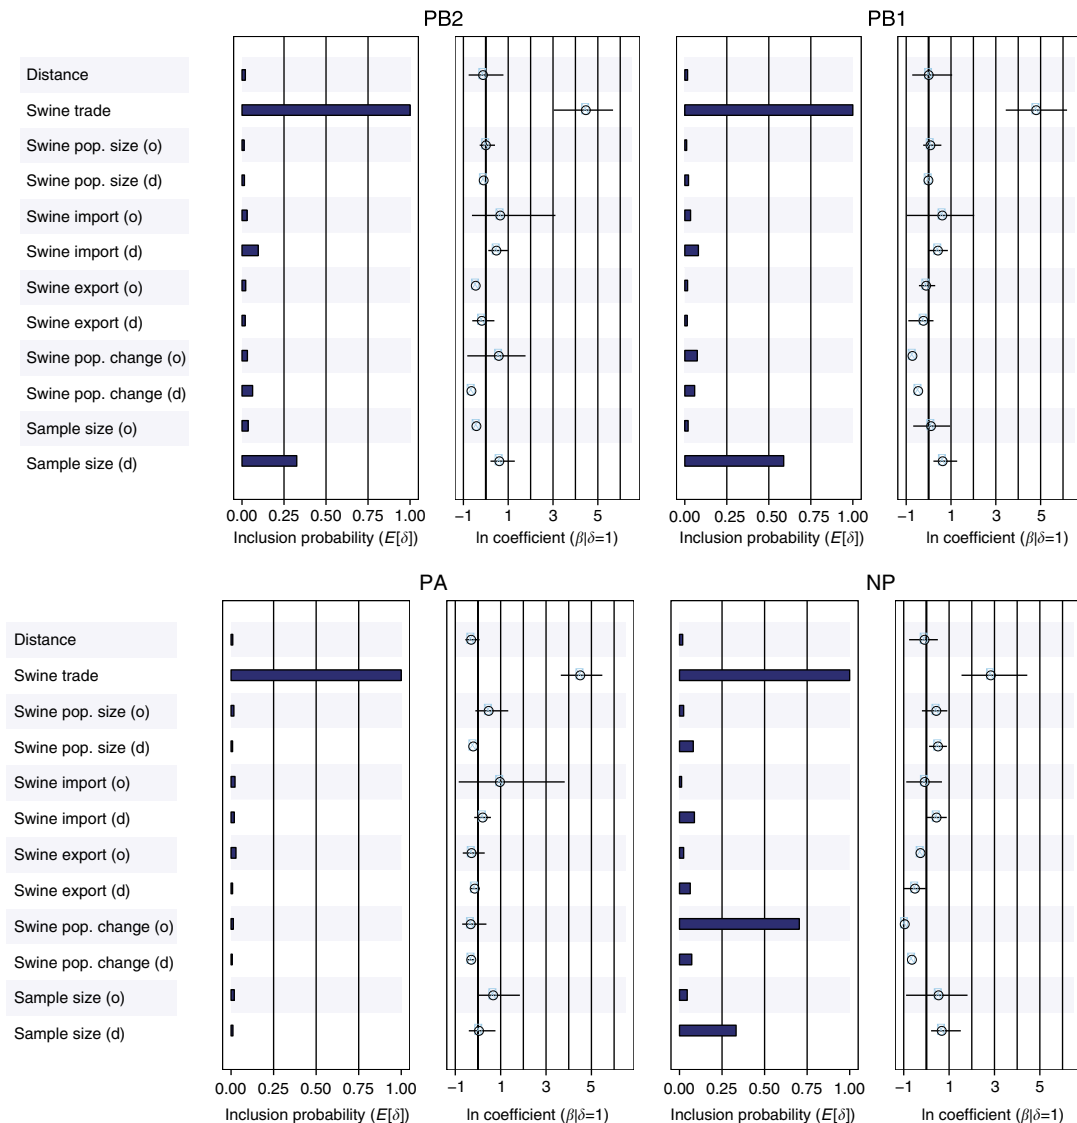 PB2 PB1
Distance
Swine trade
Swine pop. size (o)
Swine pop. size (d)
Swine import (o)
Swine import (d)
Swine export (o)
Swine export (d)
Swine pop. change (o)
Swine pop. change (d)
Sample size (o)
Sample size (d)
0.00 0.25 0.50 0.75 1.00 −1 1 3 5 0.00 0.25 0.50 0.75 1.00 −1 1 3 5
Inclusion probability (E[δ]) ln coefficient (β|δ=1) Inclusion probability (E[δ]) ln coefficient (β|δ=1)
PA NP
Distance
Swine trade
Swine pop. size (o)
Swine pop. size (d)
Swine import (o)
Swine import (d)
Swine export (o)
Swine export (d)
Swine pop. change (o)
Swine pop. change (d)
Sample size (o)
Sample size (d)
0.00 0.25 0.50 0.75 1.00 −1 1 3 5 0.00 0.25 0.50 0.75 1.00 −1 1 3 5
Inclusion probability (E[δ]) ln coefficient (β|δ=1) Inclusion probability (E[δ]) ln coefficient (β|δ=1)